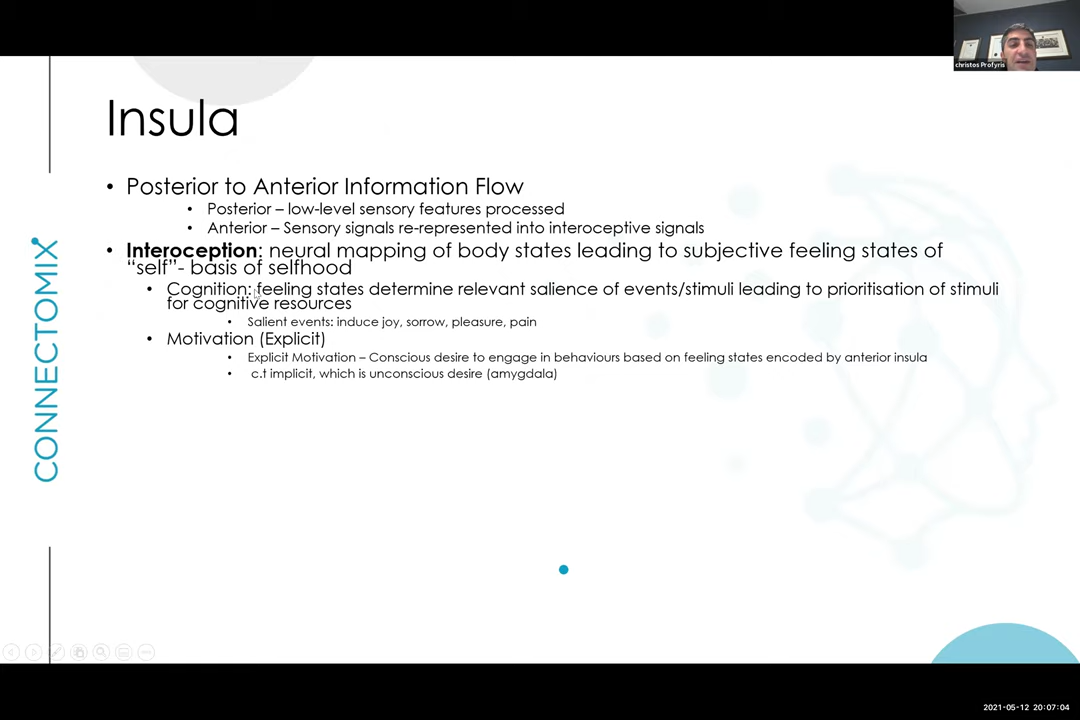 christos Profyris
Insula
• Posterior to Anterior Information Flow
• Posterior – low-level sensory features processed
• Anterior – Sensory signals re-represented into interoceptive signals
• Interoception: neural mapping of body states leading to subjective feeling states of
“self”- basis of selfhood
• Cognition: feeling states determine relevant salience of events/stimuli leading to prioritisation of stimuli
for cognitive resources
• Salient events: induce joy, sorrow, pleasure, pain
• Motivation (Explicit)
• Explicit Motivation – Conscious desire to engage in behaviours based on feeling states encoded by anterior insula
• c.t implicit, which is unconscious desire (amygdala)
CONNECTOMIX
2021-05-12 20:07:04